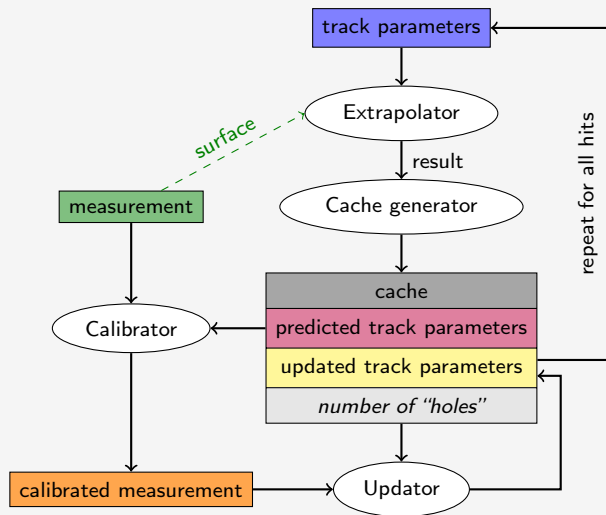 track parameters
Extrapolator
surface
result
repeat for all hits
measurement
Cache generator
cache
Calibrator
predicted track parameters
updated track parameters
number of “holes”
calibrated measurement
Updator